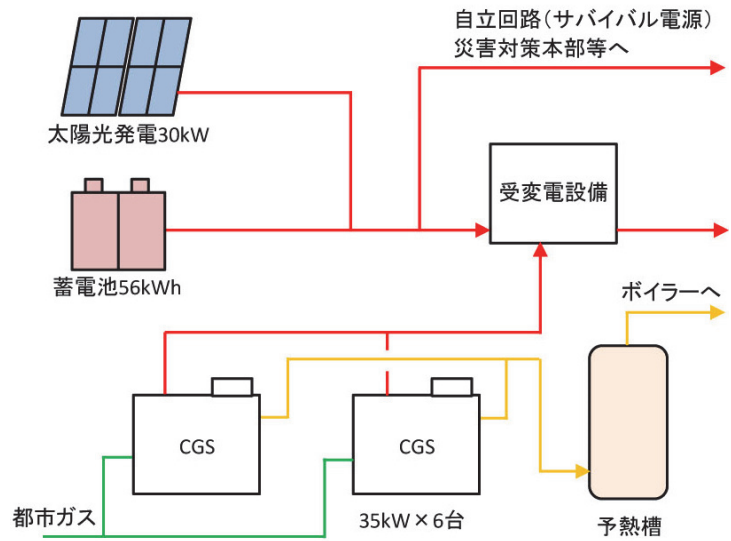 自立回路（サバイバル電源）
災害対策本部等へ
太陽光発電30kW
受変電設備
蓄電池56kWh
ボイラーへ
CGS
CGS
都市ガス
35kW×6台
予熱槽